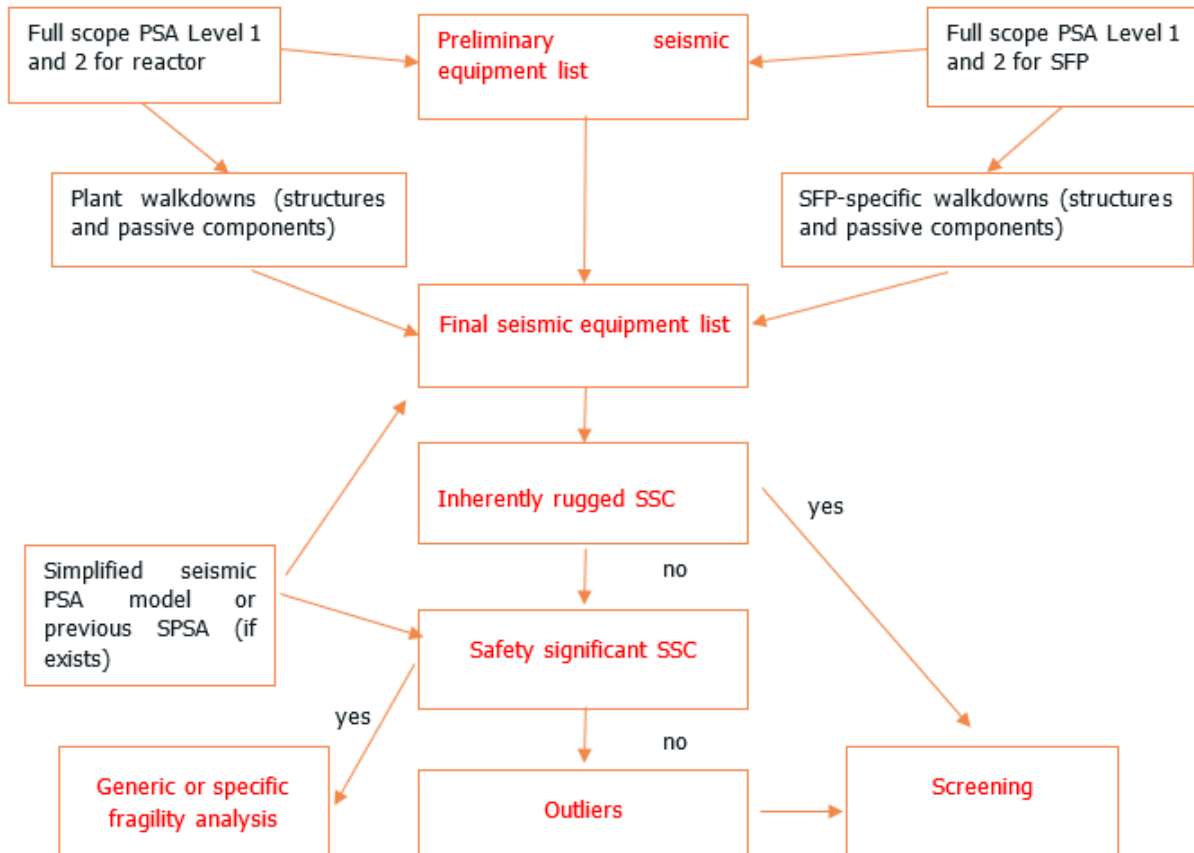 Full scope PSA Level 1
and 2 for reactor
Preliminary seismic
equipment list
Full scope PSA Level 1
and 2 for SFP
Plant walkdowns (structures
and passive components)
SFP-specific walkdowns (structures
and passive components)
Final seismic equipment list
Inherently rugged SSC
yes
no
Simplified seismic
PSA model or
previous SPSA (if
exists)
Safety significant SSC
yes
no
Generic or specific
fragility analysis
Outliers
Screening